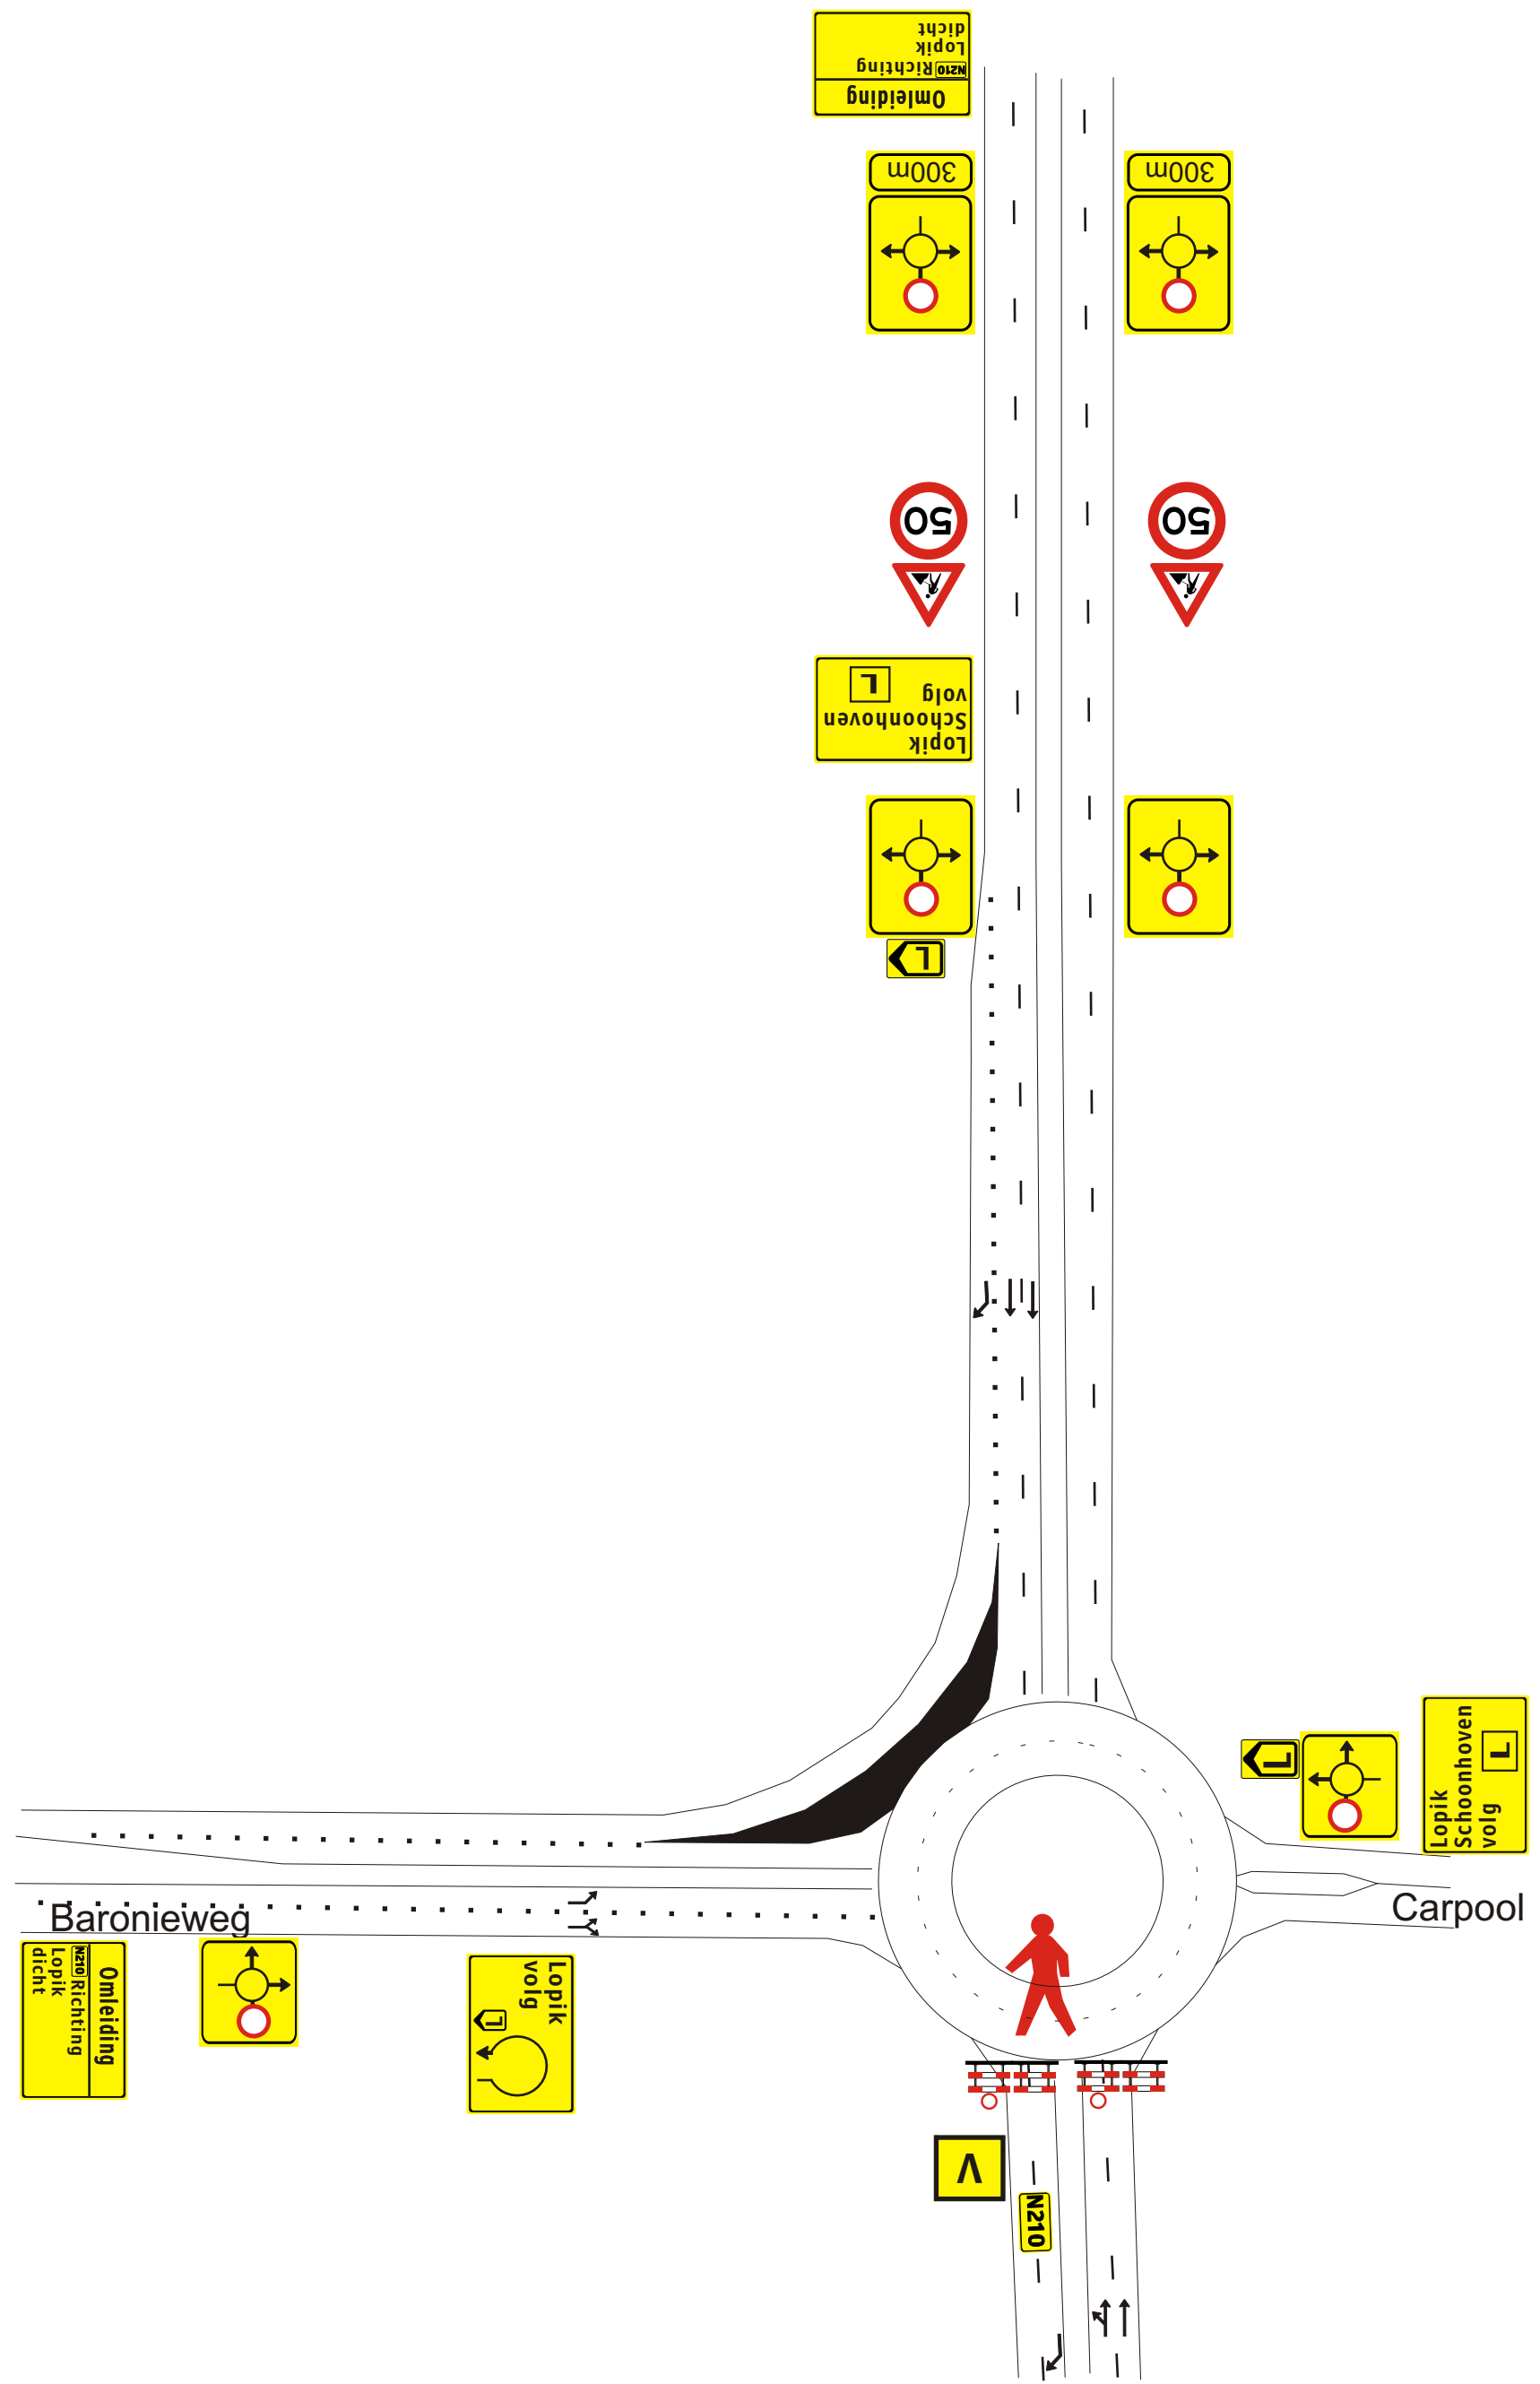 Omleiding
N210 Richting
Lopik
dicht
300m
300m
50
50
Lopik
Schoonhoven
volg L
L
Lopik
Schoonhoven
volg L
L
Carpool
Baronieweg
Omleiding
N210 Richting
Lopik
dicht
Lopik
volg
L
V
N210